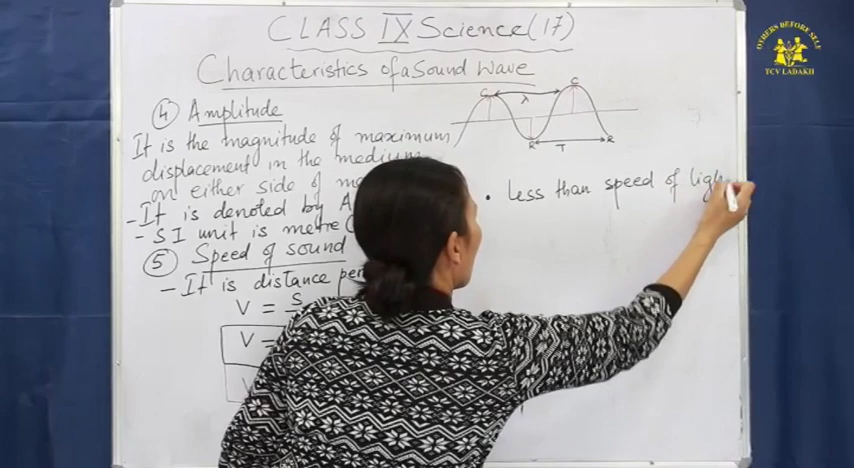 CLASS IX Science (17)
Characteristics of a Sound Wave
④ Amplitude
It is the magnitude of maximum
displacement in the medium
on either side of
- It is denoted by A
- SI unit is metre
⑤ Speed of sound
- It is distance
V = S
V =
C λ C
R T R
• Less than speed of ligh
OTHERS BEFORE SELF
TCV LADAKH